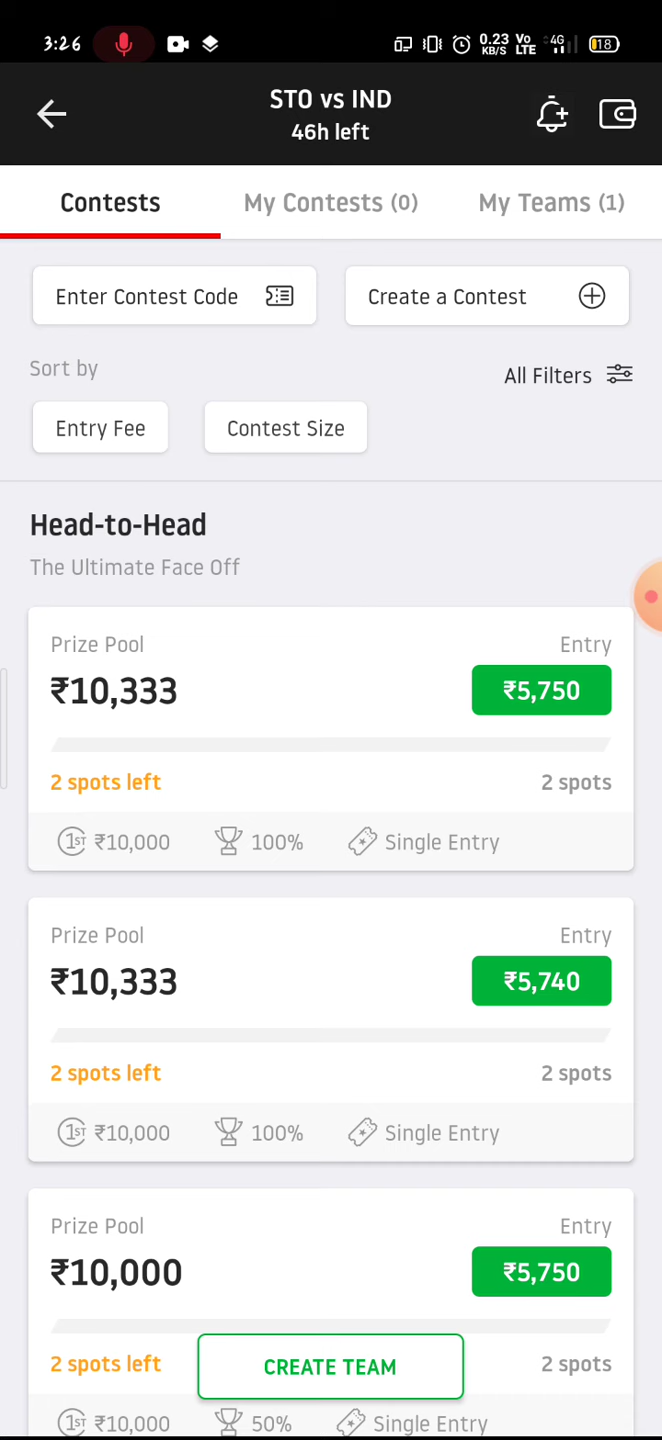 3:26 0.23 KB/S Vo LTE 4G 18
STO vs IND
46h left
Contests My Contests (0) My Teams (1)
Enter Contest Code Create a Contest
Sort by
All Filters
Entry Fee Contest Size
Head-to-Head
The Ultimate Face Off
Prize Pool Entry
₹10,333 ₹5,750
2 spots left 2 spots
1ST ₹10,000 100% Single Entry
Prize Pool Entry
₹10,333 ₹5,740
2 spots left 2 spots
1ST ₹10,000 100% Single Entry
Prize Pool Entry
₹10,000 ₹5,750
2 spots left CREATE TEAM 2 spots
1ST ₹10,000 50% Single Entry